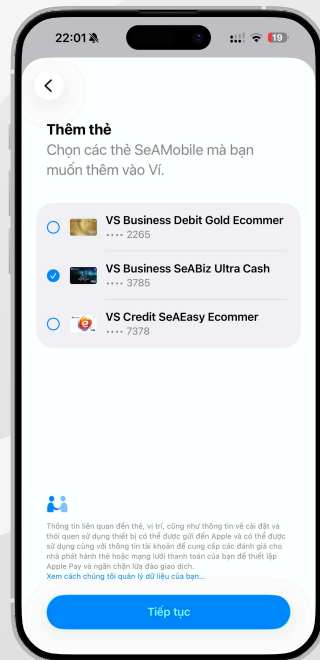 22:01
19
Thêm thẻ
Chọn các thẻ SeAMobile mà bạn
muốn thêm vào Ví.
VS Business Debit Gold Ecommer
•••• 2265
VS Business SeABiz Ultra Cash
•••• 3785
VS Credit SeAEasy Ecommer
•••• 7378
Thông tin liên quan đến thẻ, vị trí, cũng như thông tin về cài đặt và
thói quen sử dụng thiết bị có thể được gửi đến Apple và có thể được
sử dụng cùng với thông tin tài khoản để cung cấp các đánh giá cho
nhà phát hành thẻ hoặc mạng lưới thanh toán của bạn để thiết lập
Apple Pay và ngăn chặn lừa đảo giao dịch.
Xem cách chúng tôi quản lý dữ liệu của bạn...
Tiếp tục